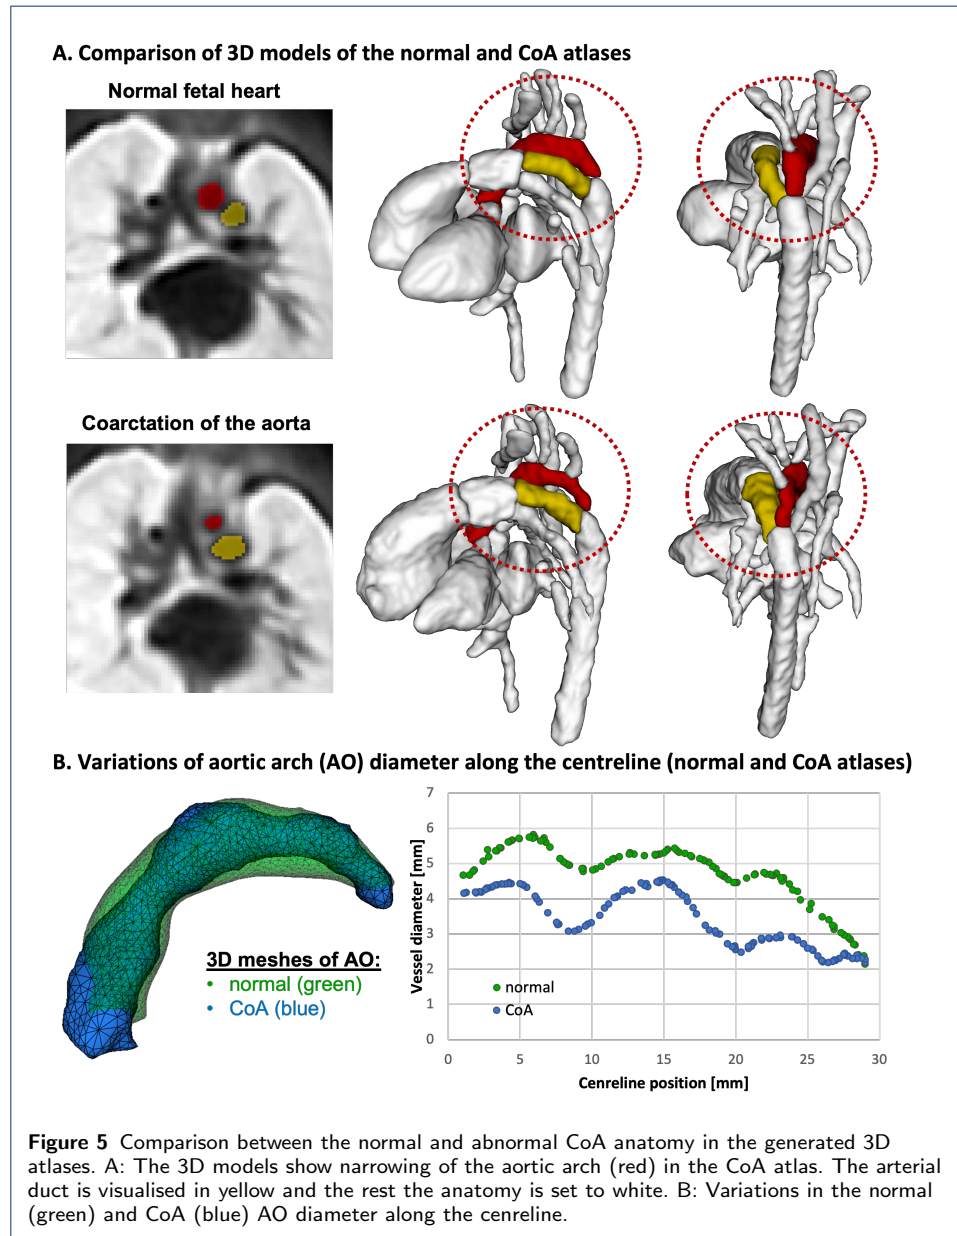 A. Comparison of 3D models of the normal and CoA atlases
Normal fetal heart
Coarctation of the aorta
B. Variations of aortic arch (AO) diameter along the centreline (normal and CoA atlases)
3D meshes of AO:
• normal (green)
• CoA (blue)
Vessel diameter [mm]
7
6
5
4
3
2
1
0
normal
CoA
0 5 10 15 20 25 30
Cenreline position [mm]
Figure 5 Comparison between the normal and abnormal CoA anatomy in the generated 3D
atlases. A: The 3D models show narrowing of the aortic arch (red) in the CoA atlas. The arterial
duct is visualised in yellow and the rest the anatomy is set to white. B: Variations in the normal
(green) and CoA (blue) AO diameter along the cenreline.